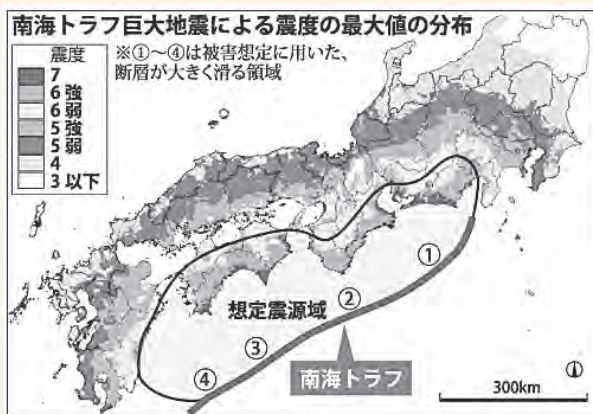 南海トラフ巨大地震による震度の最大値の分布
震度
7
6強
6弱
5強
5弱
4
3以下
※①〜④は被害想定に用いた、
断層が大きく滑る領域
①
②
想定震源域
③
④
南海トラフ
300km